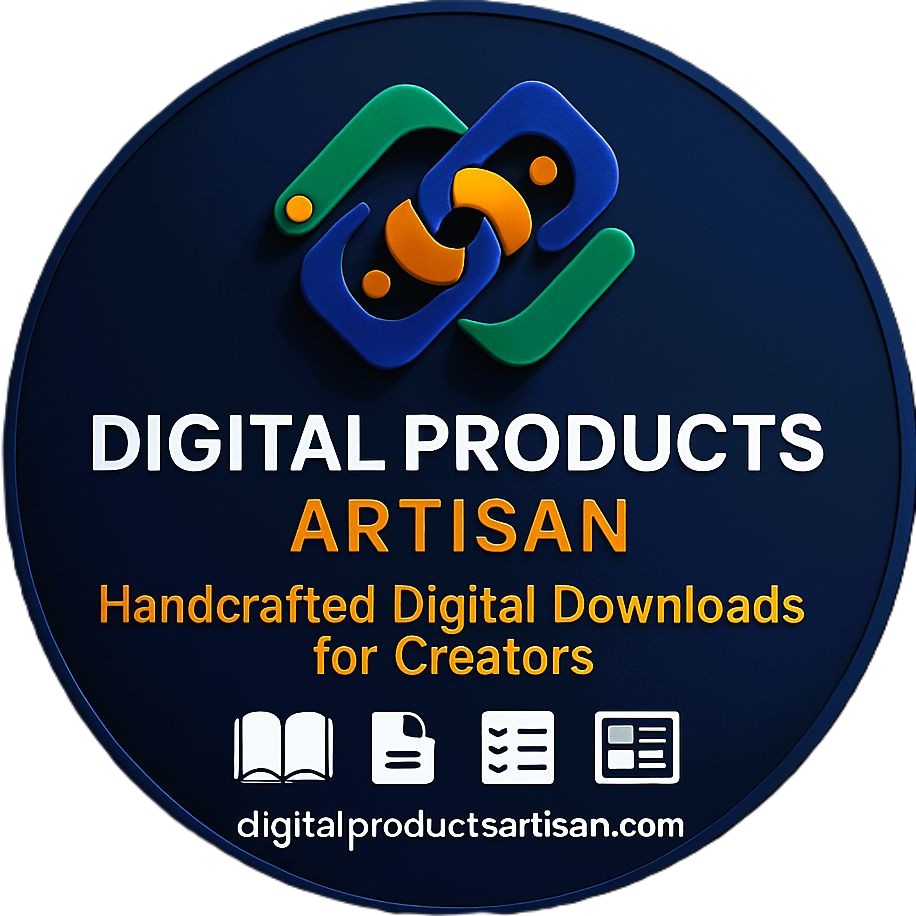 DIGITAL PRODUCTS
ARTISAN
Handcrafted Digital Downloads
for Creators
digitalproductsartisan.com